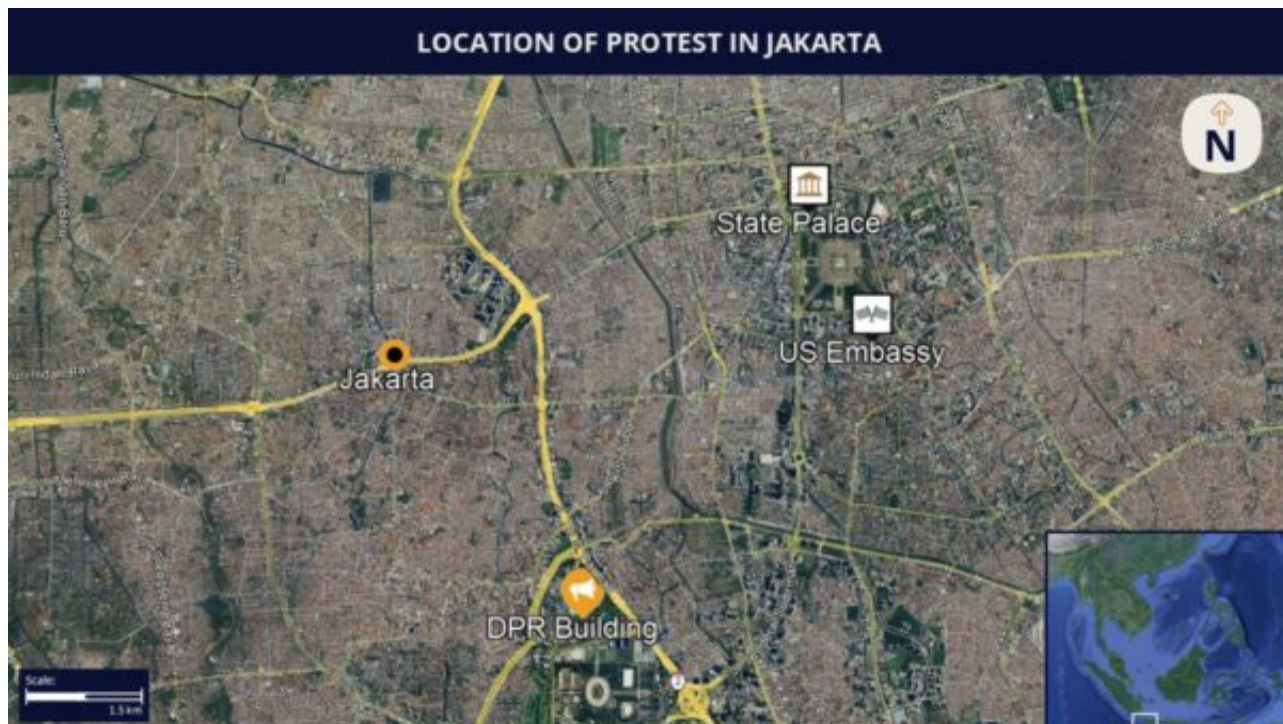 LOCATION OF PROTEST IN JAKARTA
N
State Palace
US Embassy
Jakarta
DPR Building
Scale:
1.5 km